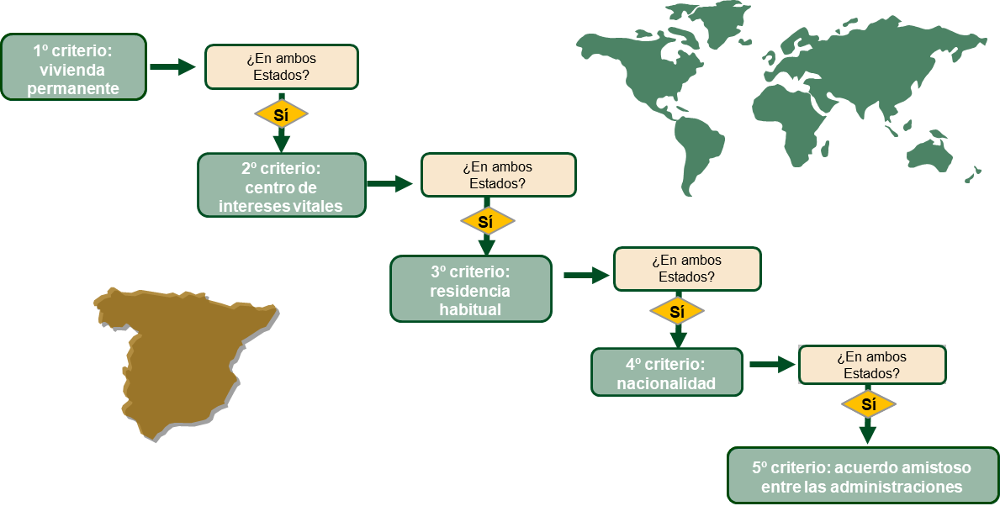 1º criterio:
vivienda
permanente
¿En ambos
Estados?
Sí
2º criterio:
centro de
intereses vitales
¿En ambos
Estados?
Sí
3º criterio:
residencia
habitual
¿En ambos
Estados?
Sí
4º criterio:
nacionalidad
¿En ambos
Estados?
Sí
5º criterio: acuerdo amistoso
entre las administraciones